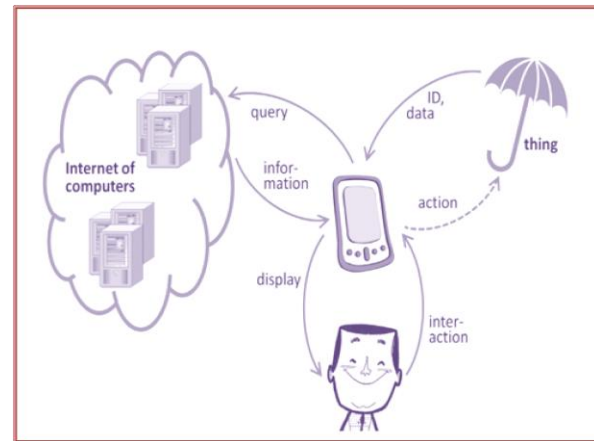 query
ID,
data
thing
Internet of
computers
infor-
mation
action
display
inter-
action